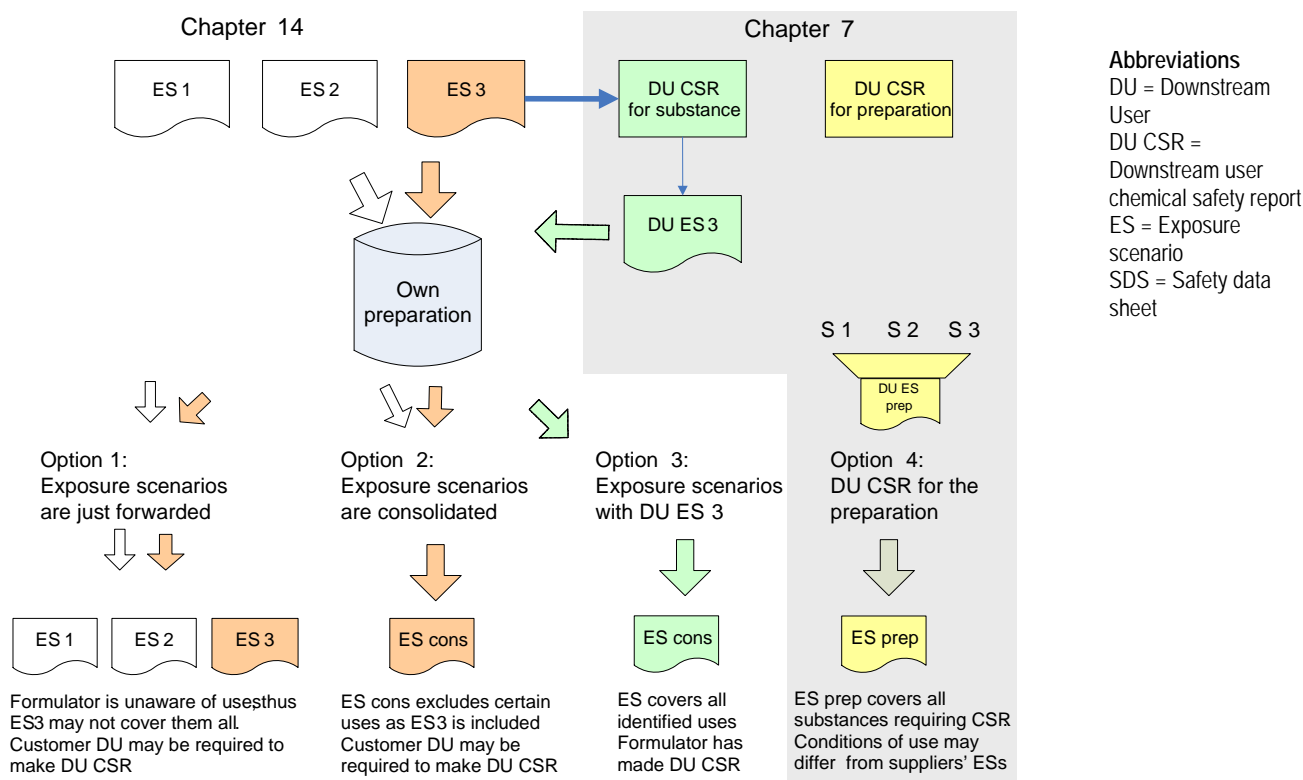 Chapter 14
Chapter 7
ES 1
ES 2
ES 3
DU CSR
for substance
DU CSR
for preparation
Abbreviations
DU = Downstream
User
DU CSR =
Downstream user
chemical safety report
ES = Exposure
scenario
SDS = Safety data
sheet
DU ES 3
Own
preparation
S 1 S 2 S 3
DU ES
prep
Option 1:
Exposure scenarios
are just forwarded
Option 2:
Exposure scenarios
are consolidated
Option 3:
Exposure scenarios
with DU ES 3
Option 4:
DU CSR for the
preparation
ES 1
ES 2
ES 3
ES cons
ES cons
ES prep
Formulator is unaware of uses,thus
ES3 may not cover them all.
Customer DU may be required to
make DU CSR
ES cons excludes certain
uses as ES3 is included
Customer DU may be
required to make DU CSR
ES covers all
identified uses
Formulator has
made DU CSR
ES prep covers all
substances requiring CSR
Conditions of use may
differ from suppliers' ESs